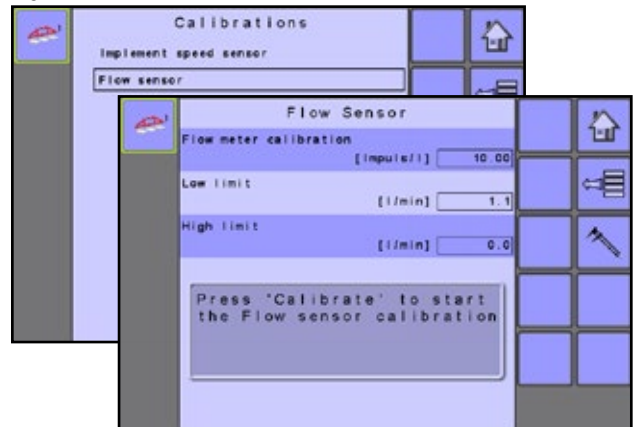 Calibrations
Implement speed sensor
Flow sensor
Flow Sensor
Flow meter calibration
[Impuls/l] 10.00
Low limit
[l/min] 1.1
High limit
[l/min] 0.0
Press 'Calibrate' to start
the Flow sensor calibration